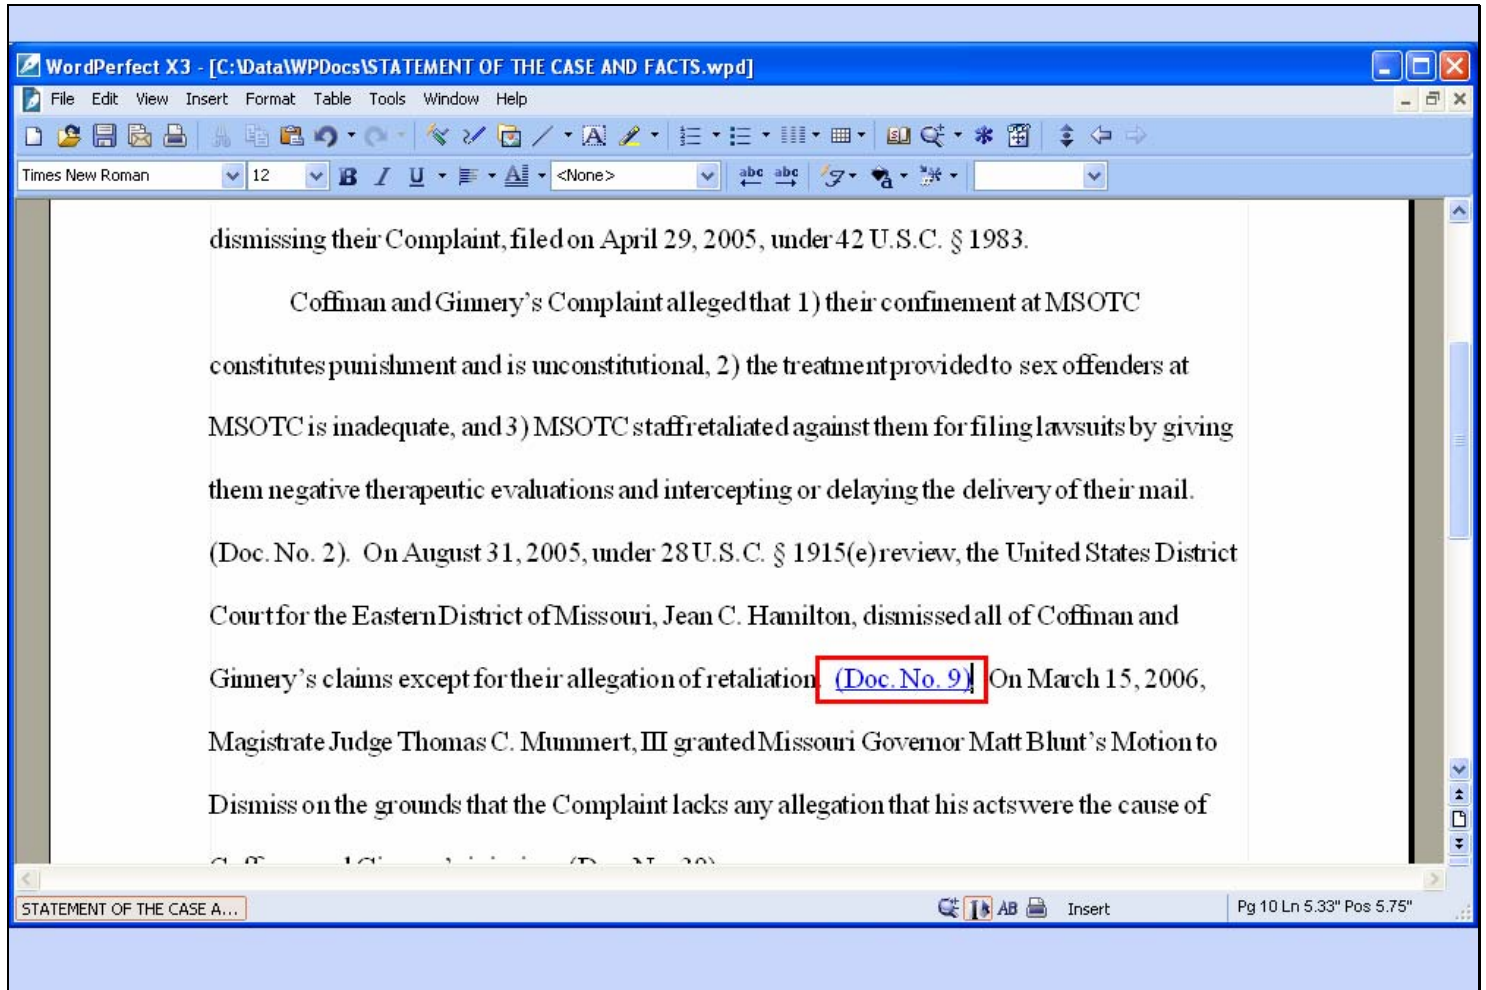 WordPerfect X3 - [C:\Data\WPDocs\STATEMENT OF THE CASE AND FACTS.wpd]
File Edit View Insert Format Table Tools Window Help
Times New Roman 12 <None> abc abc
dismissing their Complaint, filed on April 29, 2005, under 42 U.S.C. § 1983.
Coffman and Ginnery's Complaint alleged that 1) their confinement at MSOTC
constitutes punishment and is unconstitutional, 2) the treatment provided to sex offenders at
MSOTC is inadequate, and 3) MSOTC staff retaliated against them for filing lawsuits by giving
them negative therapeutic evaluations and intercepting or delaying the delivery of their mail.
(Doc. No. 2). On August 31, 2005, under 28 U.S.C. § 1915(e) review, the United States District
Court for the Eastern District of Missouri, Jean C. Hamilton, dismissed all of Coffman and
Ginnery's claims except for their allegation of retaliation. (Doc. No. 9) On March 15, 2006,
Magistrate Judge Thomas C. Mummert, III granted Missouri Governor Matt Blunt's Motion to
Dismiss on the grounds that the Complaint lacks any allegation that his acts were the cause of
STATEMENT OF THE CASE A... AB Insert Pg 10 Ln 5.33" Pos 5.75"